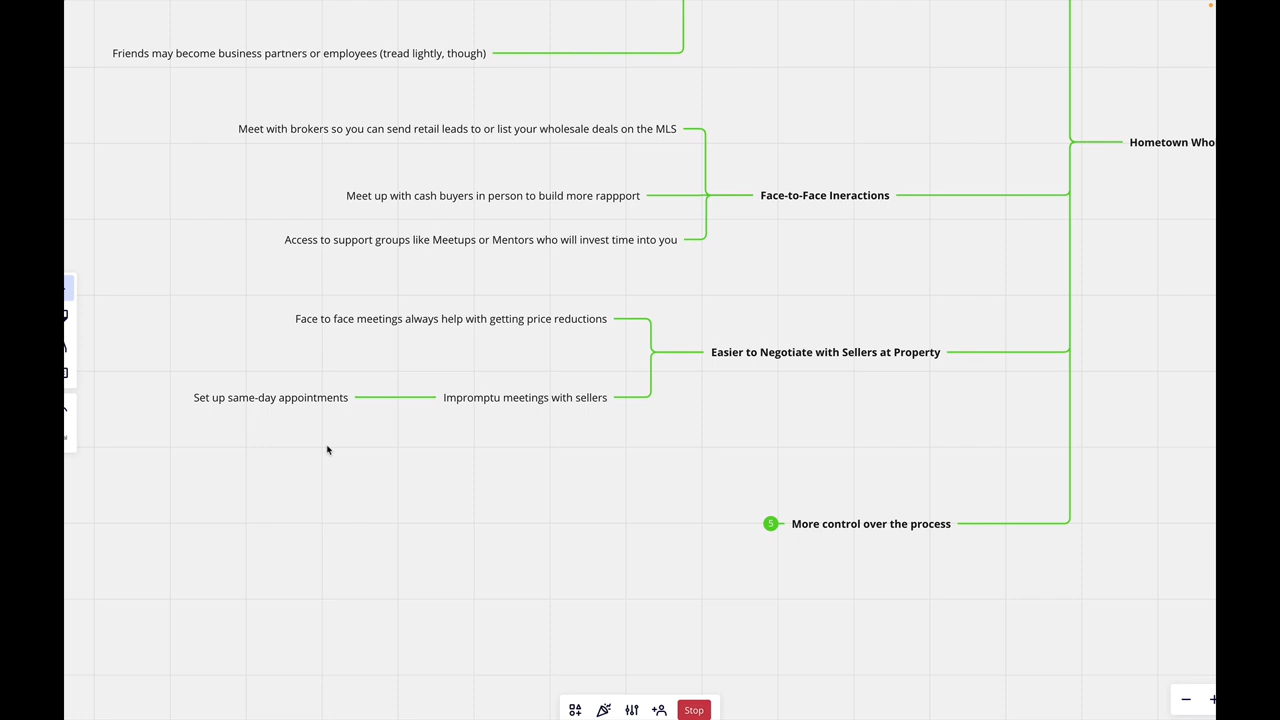 Friends may become business partners or employees (tread lightly, though)
Meet with brokers so you can send retail leads to or list your wholesale deals on the MLS
Hometown Who
Meet up with cash buyers in person to build more rappport
Face-to-Face Ineractions
Access to support groups like Meetups or Mentors who will invest time into you
Face to face meetings always help with getting price reductions
Easier to Negotiate with Sellers at Property
Set up same-day appointments
Impromptu meetings with sellers
5
More control over the process
Stop